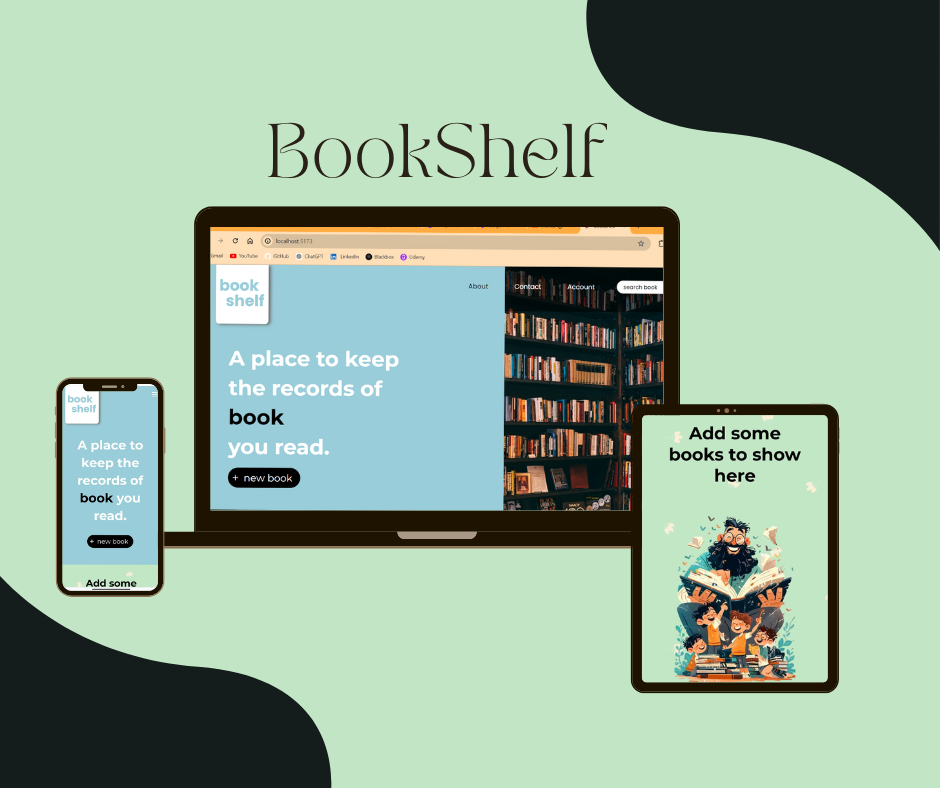 BookShelf
localhost:5173
Gmail YouTube GitHub ChatGPT LinkedIn Blackbox Udemy
book
shelf
About Contact Account search book
A place to keep
the records of
book
you read.
+ new book
book
shelf
A place to
keep the
records of
book you
read.
+ new book
Add some
Add some
books to show
here